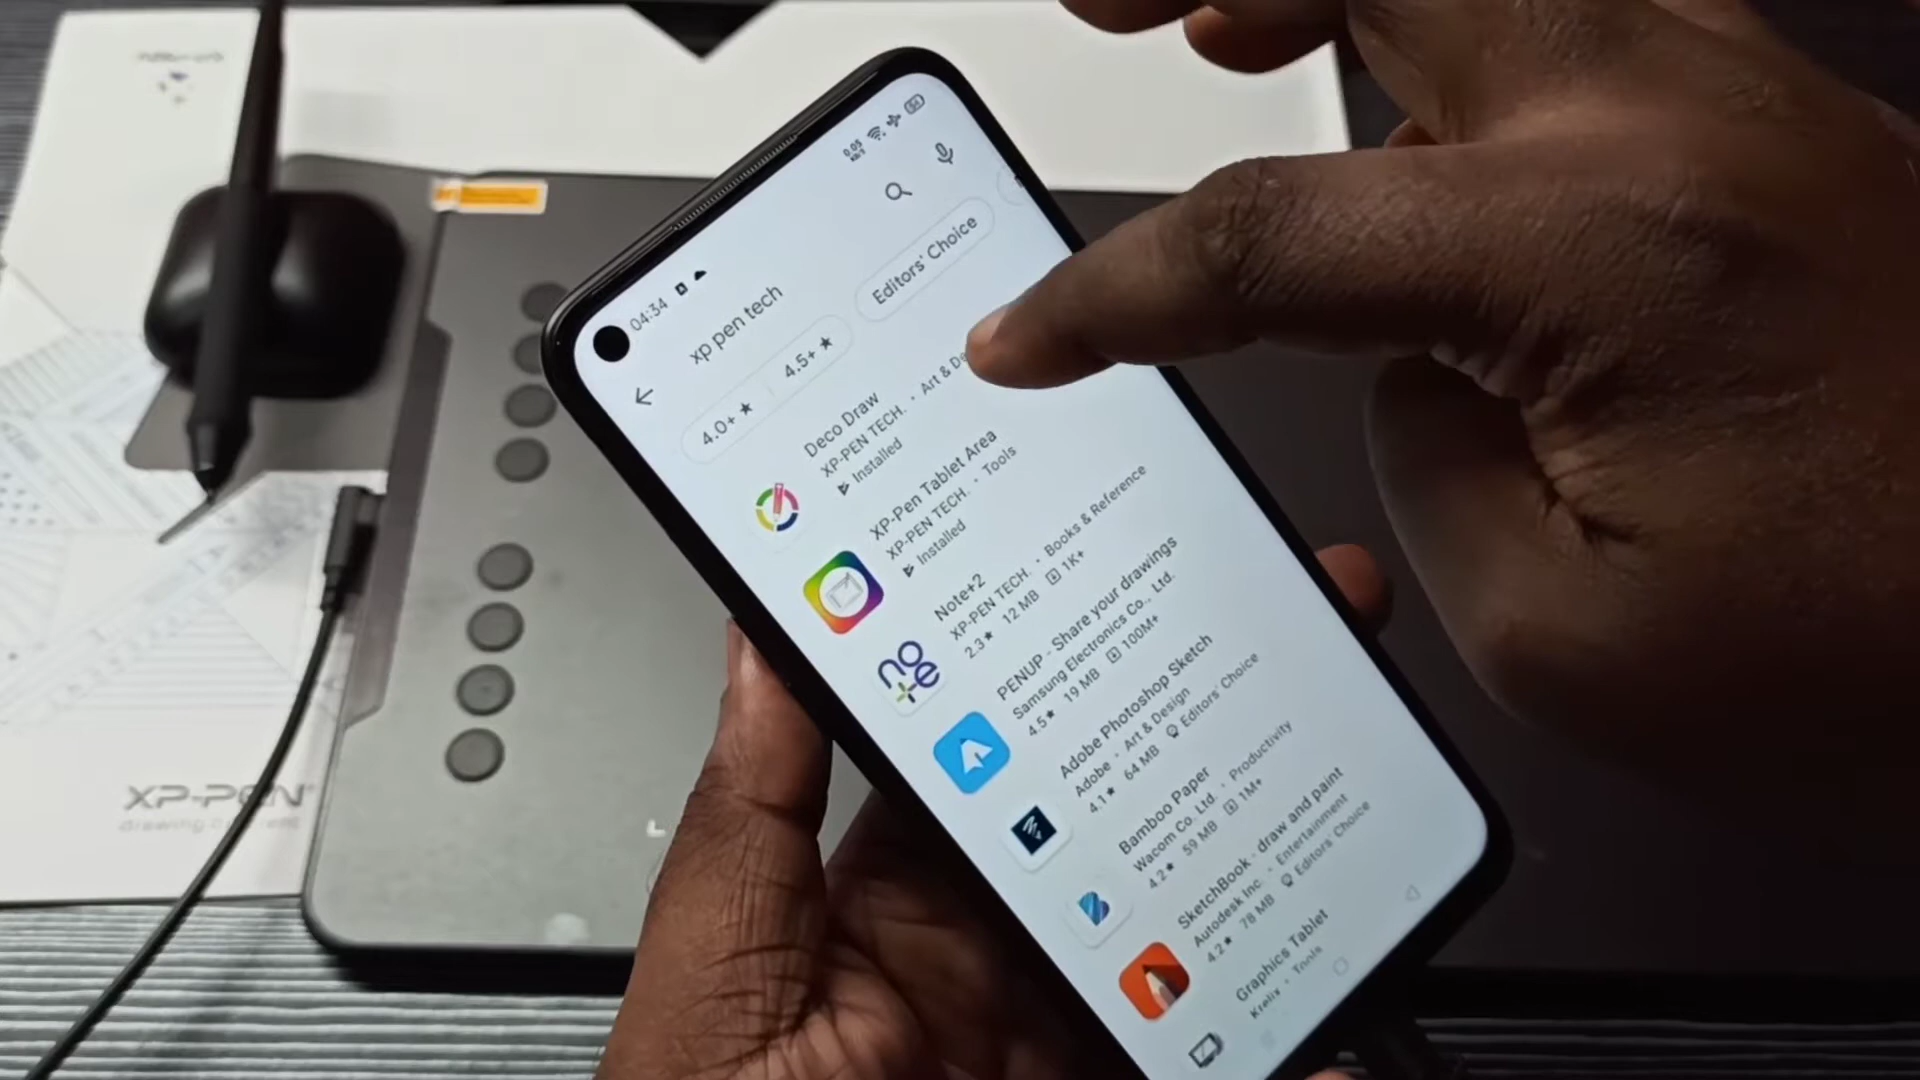 04:34
0.05
xp pen tech
4.0+ ★
4.5+ ★
Editors' Choice
Deco Draw
XP-PEN TECH. • Art & De
Installed
XP-Pen Tablet Area
XP-PEN TECH. • Tools
Installed
Note+2
XP-PEN TECH. • Books & Reference
2.3★ 12 MB 1K+
PENUP - Share your drawings
Samsung Electronics Co., Ltd.
4.5★ 19 MB 100M+
Adobe Photoshop Sketch
Adobe • Art & Design
4.1★ 64 MB Editors' Choice
Bamboo Paper
Wacom Co., Ltd. • Productivity
4.2★ 59 MB 1M+
SketchBook - draw and paint
Autodesk Inc. • Entertainment
4.2★ 78 MB Editors' Choice
Graphics Tablet
Krelix • Tools
no+e
XP-PEN